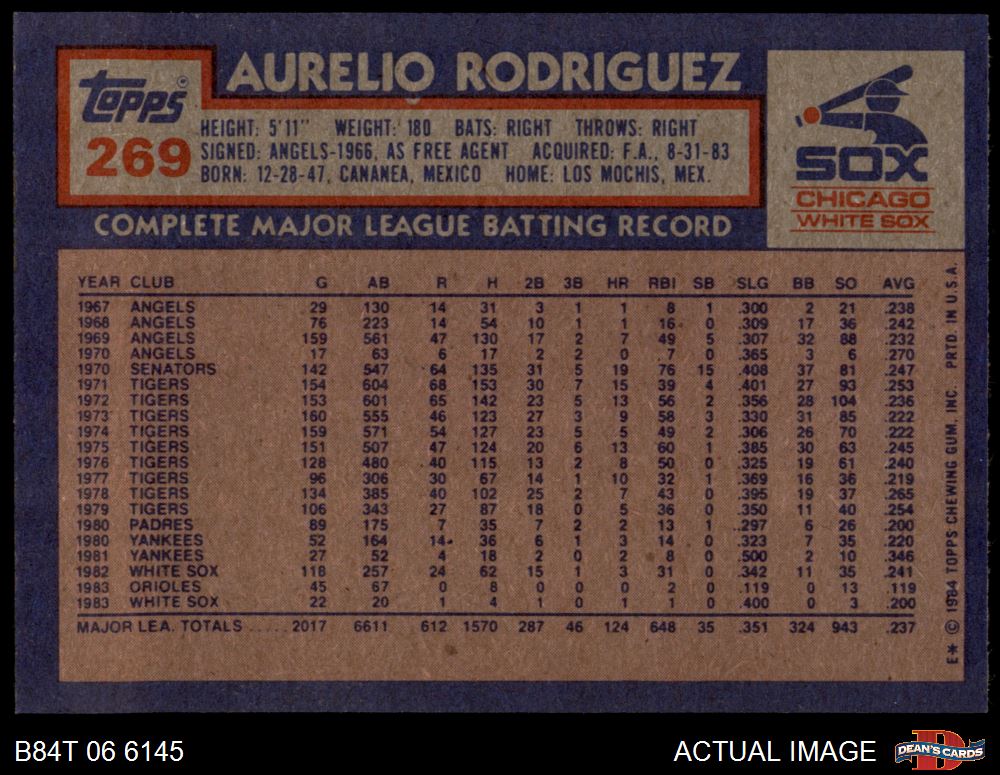 AURELIO RODRIGUEZ
TOPPS
269
HEIGHT: 5'11" WEIGHT: 180 BATS: RIGHT THROWS: RIGHT
SIGNED: ANGELS-1966, AS FREE AGENT ACQUIRED: F.A., 8-31-83
BORN: 12-28-47, CANANEA, MEXICO HOME: LOS MOCHIS, MEX.
SOX
CHICAGO
WHITE SOX
COMPLETE MAJOR LEAGUE BATTING RECORD
YEAR CLUB G AB R H 2B 3B HR RBI SB SLG BB SO AVG
1967 ANGELS 29 130 14 31 3 1 1 8 1 .300 2 21 .238
1968 ANGELS 76 223 14 54 10 1 1 16 0 .309 17 36 .242
1969 ANGELS 159 561 47 130 17 2 7 49 5 .307 32 88 .232
1970 ANGELS 17 63 6 17 2 2 0 7 0 .365 3 6 .270
1970 SENATORS 142 547 64 135 31 5 19 76 15 .408 37 81 .247
1971 TIGERS 154 604 68 153 30 7 15 39 4 .401 27 93 .253
1972 TIGERS 153 601 65 142 23 5 13 56 2 .356 28 104 .236
1973 TIGERS 160 555 46 123 27 3 9 58 3 .330 31 85 .222
1974 TIGERS 159 571 54 127 23 5 5 49 2 .306 26 70 .222
1975 TIGERS 151 507 47 124 20 6 13 60 1 .385 30 63 .245
1976 TIGERS 128 480 40 115 13 2 8 50 0 .325 19 61 .240
1977 TIGERS 96 306 30 67 14 1 10 32 1 .369 16 36 .219
1978 TIGERS 134 385 40 102 25 2 7 43 0 .395 19 37 .265
1979 TIGERS 106 343 27 87 18 0 5 36 0 .350 11 40 .254
1980 PADRES 89 175 7 35 7 2 2 13 1 .297 6 26 .200
1980 YANKEES 52 164 14 36 6 1 3 14 0 .323 7 35 .220
1981 YANKEES 27 52 4 18 2 0 2 8 0 .500 2 10 .346
1982 WHITE SOX 118 257 24 62 15 1 3 31 0 .342 11 35 .241
1983 ORIOLES 45 67 0 8 0 0 0 2 0 .119 0 13 .119
1983 WHITE SOX 22 20 1 4 1 0 1 1 0 .400 0 3 .200
MAJOR LEA. TOTALS ..... 2017 6611 612 1570 287 46 124 648 35 .351 324 943 .237
E* © 1984 TOPPS CHEWING GUM, INC. PRTD. IN U.S.A.
B84T 06 6145
ACTUAL IMAGE
DEAN'S CARDS